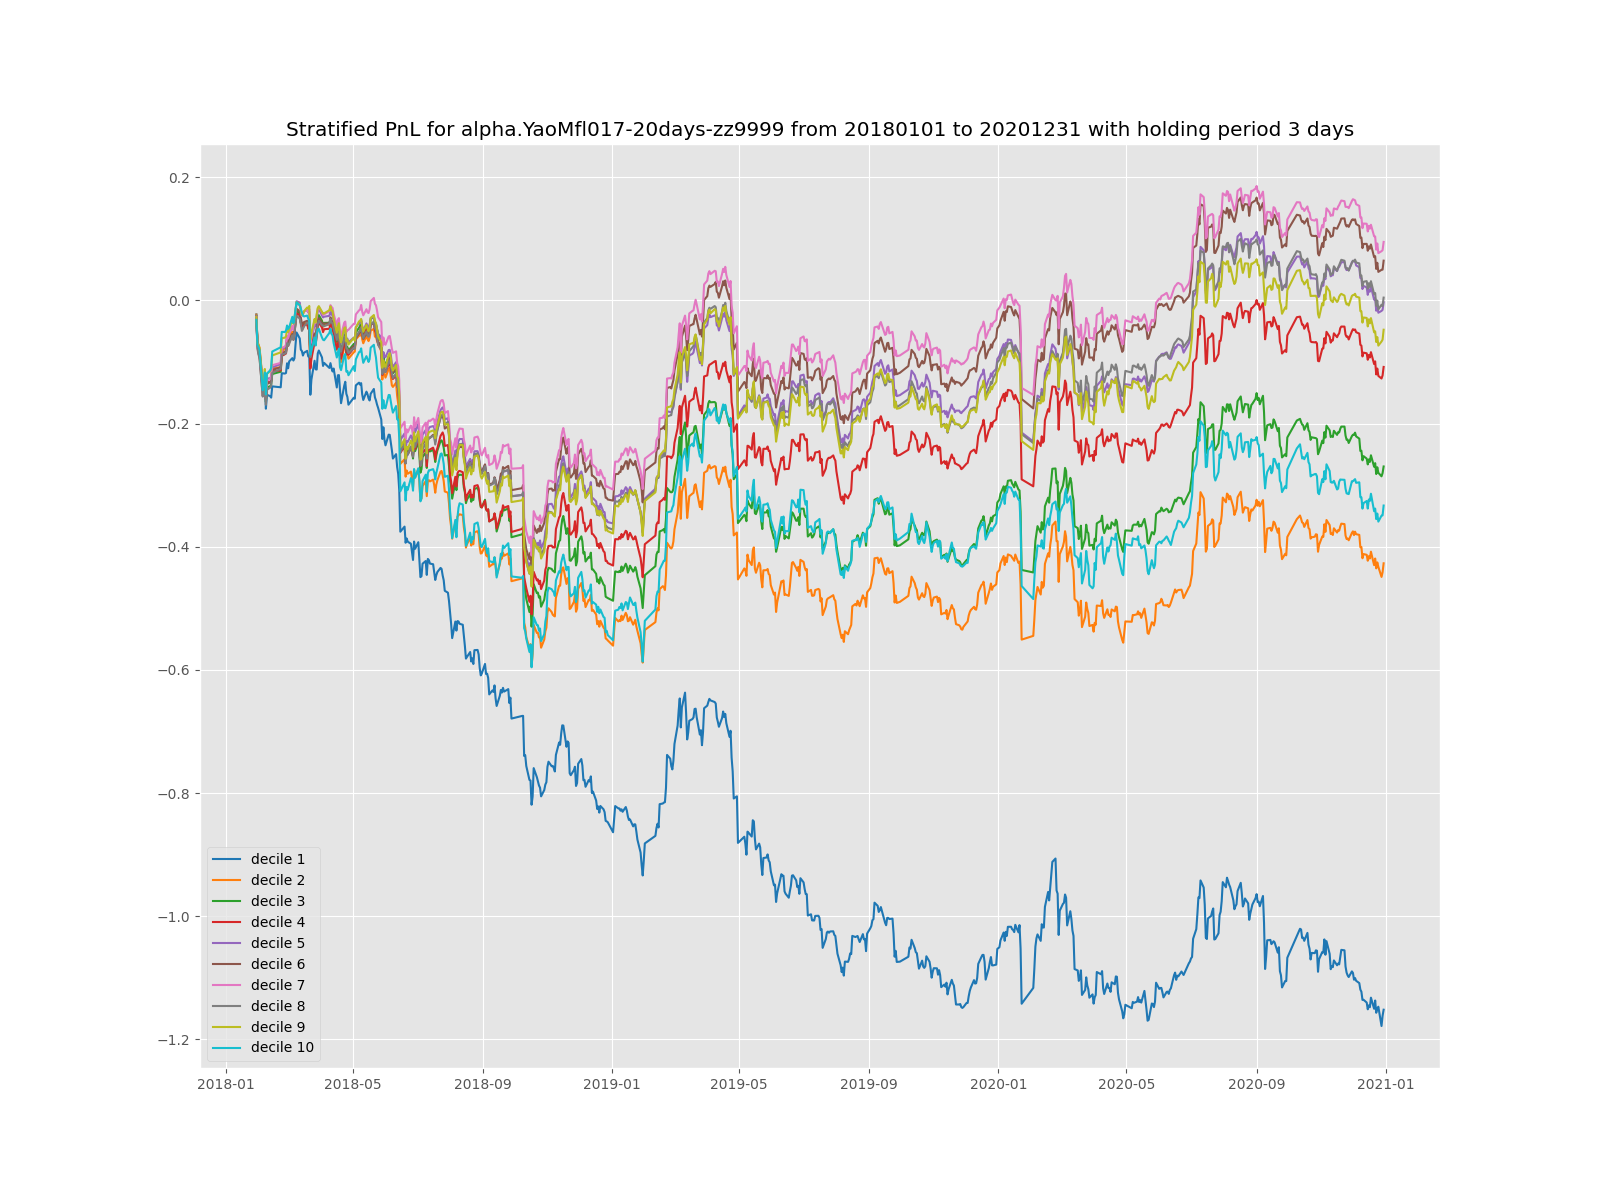 Stratified PnL for alpha.YaoMfl017-20days-zz9999 from 20180101 to 20201231 with holding period 3 days
0.2
0.0
−0.2
−0.4
−0.6
−0.8
−1.0
−1.2
decile 1
decile 2
decile 3
decile 4
decile 5
decile 6
decile 7
decile 8
decile 9
decile 10
2018-01 2018-05 2018-09 2019-01 2019-05 2019-09 2020-01 2020-05 2020-09 2021-01